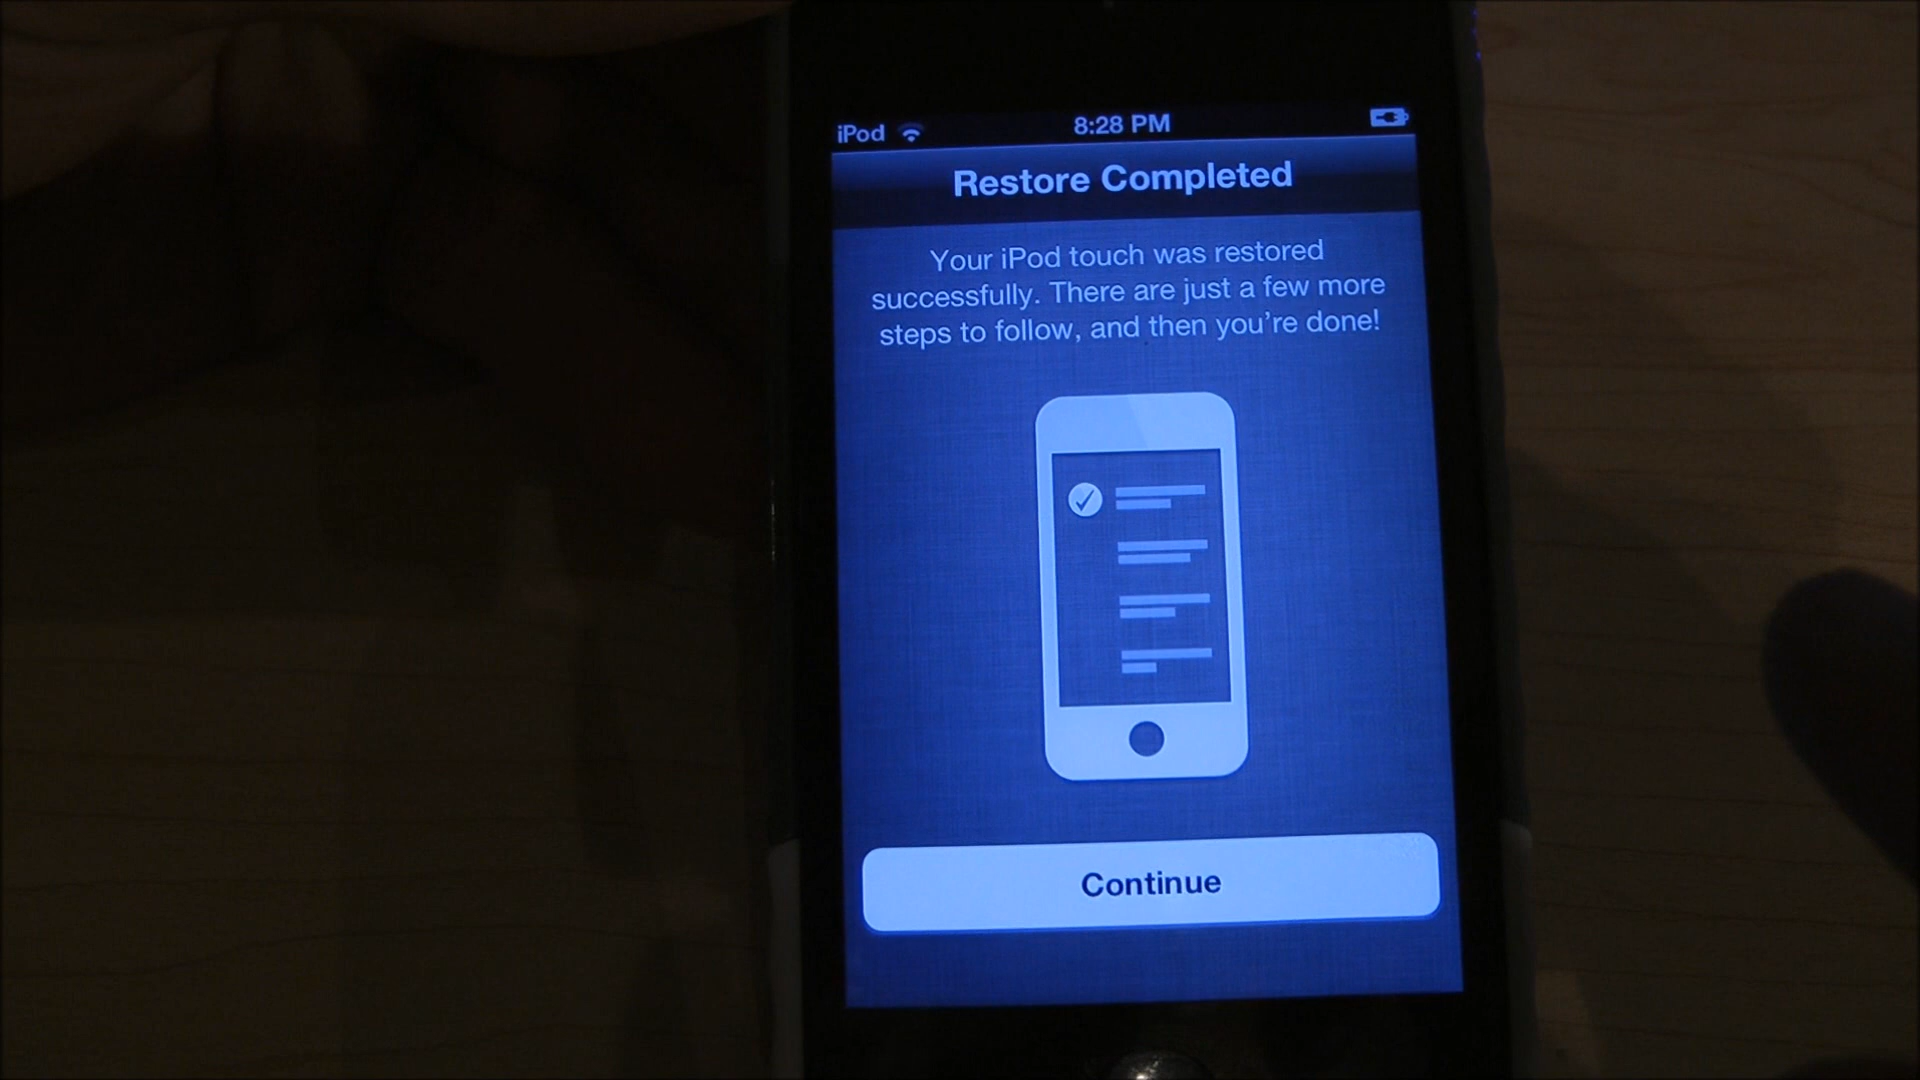 iPod 8:28 PM
Restore Completed
Your iPod touch was restored
successfully. There are just a few more
steps to follow, and then you’re done!
Continue